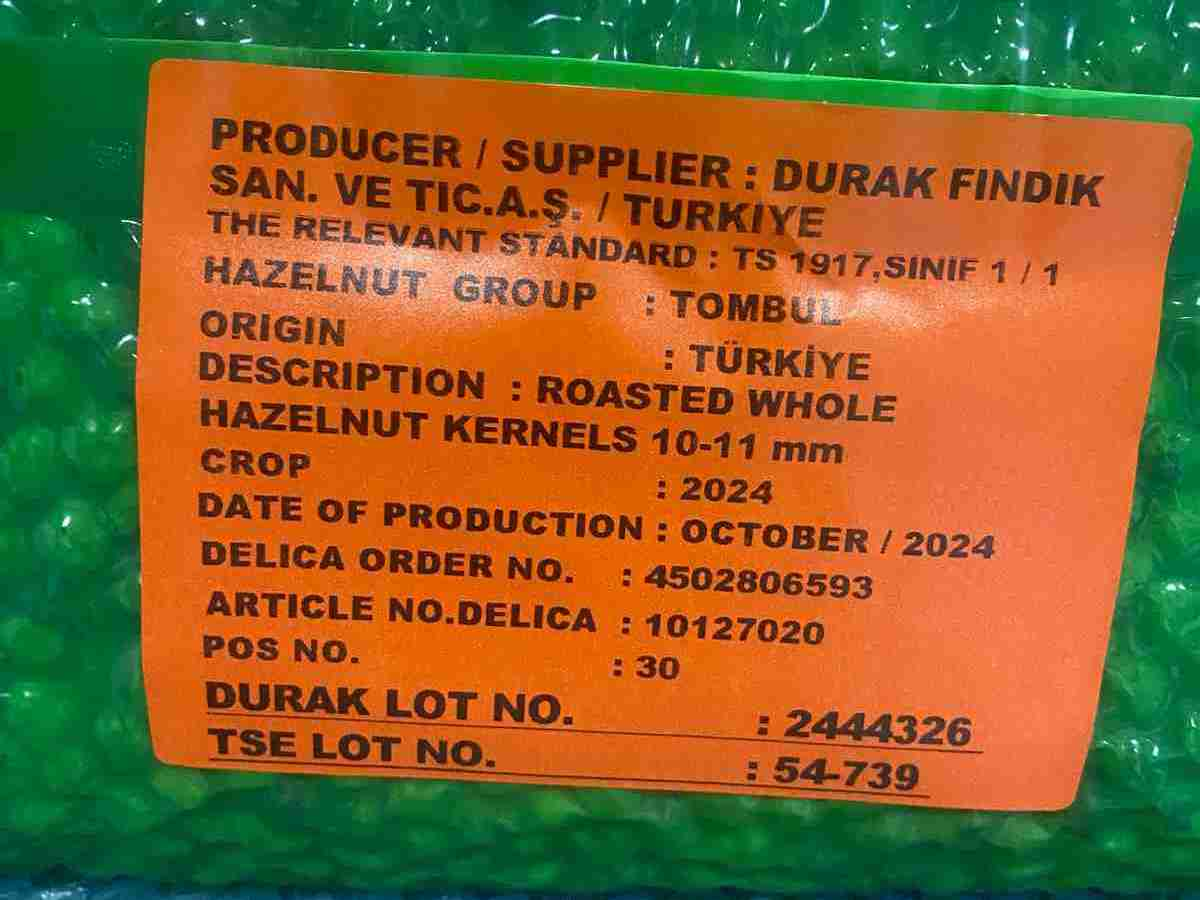 PRODUCER / SUPPLIER : DURAK FINDIK
SAN. VE TIC.A.Ş. / TURKIYE
THE RELEVANT STANDARD : TS 1917,SINIF 1 / 1
HAZELNUT GROUP : TOMBUL
ORIGIN : TÜRKİYE
DESCRIPTION : ROASTED WHOLE
HAZELNUT KERNELS 10-11 mm
CROP : 2024
DATE OF PRODUCTION : OCTOBER / 2024
DELICA ORDER NO. : 4502806593
ARTICLE NO.DELICA : 10127020
POS NO. : 30
DURAK LOT NO. : 2444326
TSE LOT NO. : 54-739